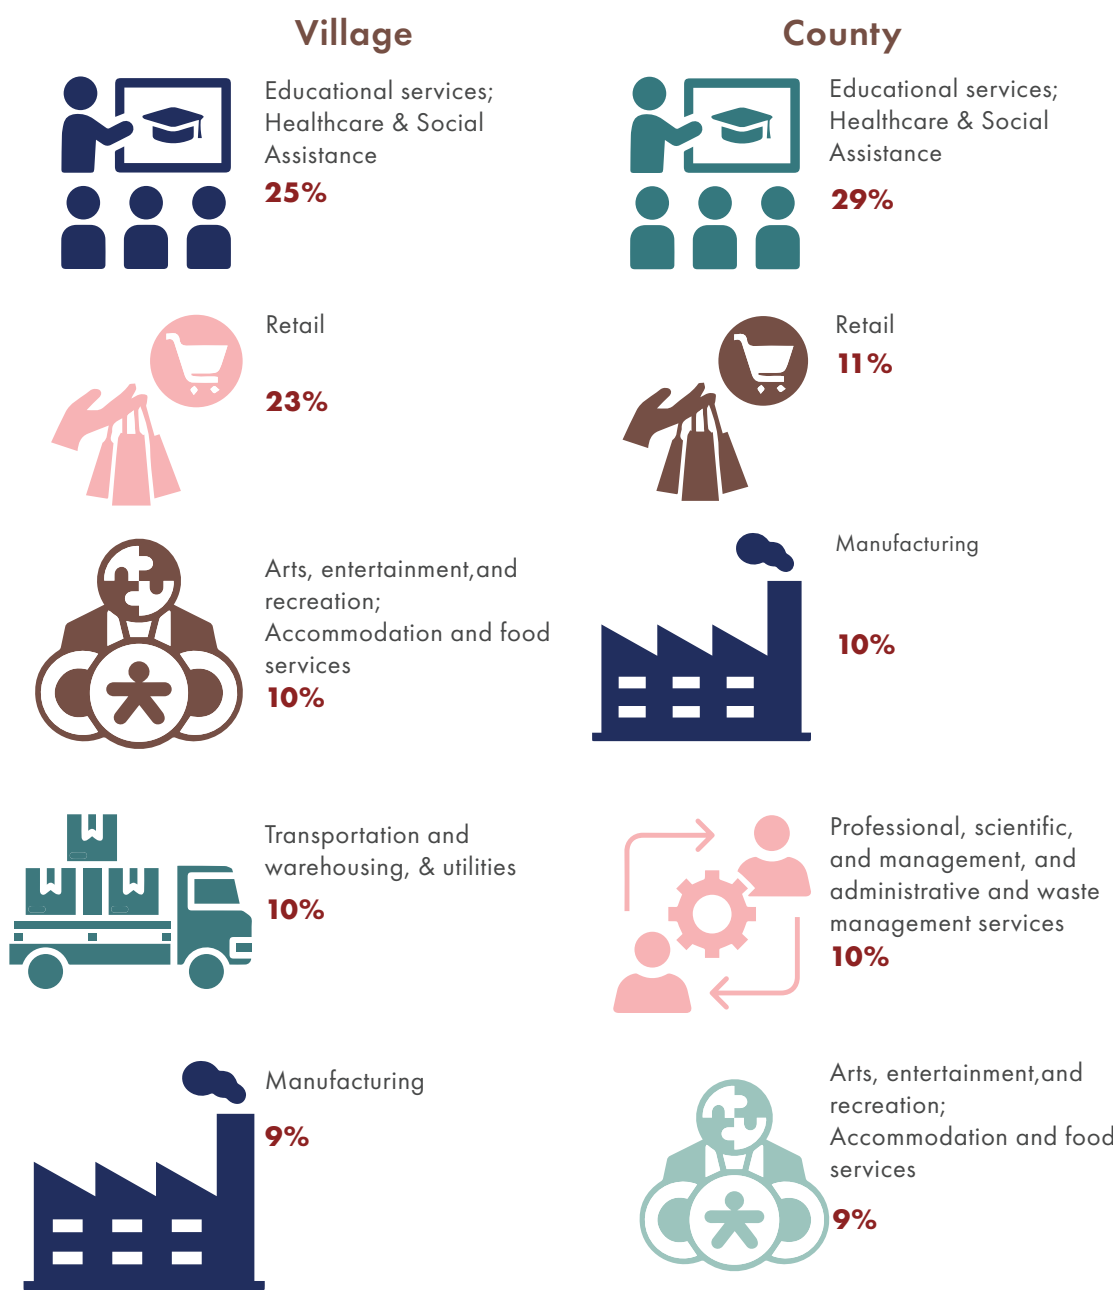 Village
Educational services;
Healthcare & Social
Assistance
25%
Retail
23%
Arts, entertainment,and
recreation;
Accommodation and food
services
10%
Transportation and
warehousing, & utilities
10%
Manufacturing
9%
County
Educational services;
Healthcare & Social
Assistance
29%
Retail
11%
Manufacturing
10%
Professional, scientific,
and management, and
administrative and waste
management services
10%
Arts, entertainment,and
recreation;
Accommodation and food
services
9%